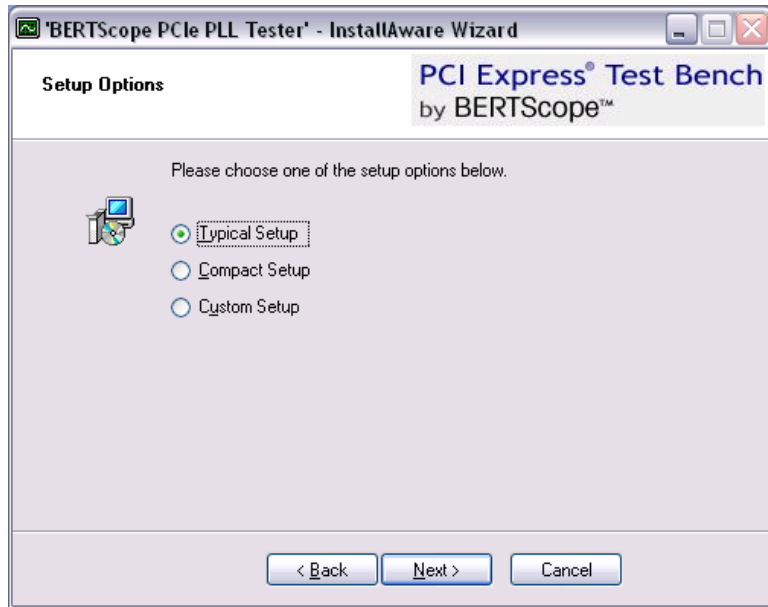 'BERTScope PCIe PLL Tester' - InstallAware Wizard
Setup Options
PCI Express® Test Bench
by BERTScope™
Please choose one of the setup options below.
Typical Setup
Compact Setup
Custom Setup
< Back
Next >
Cancel